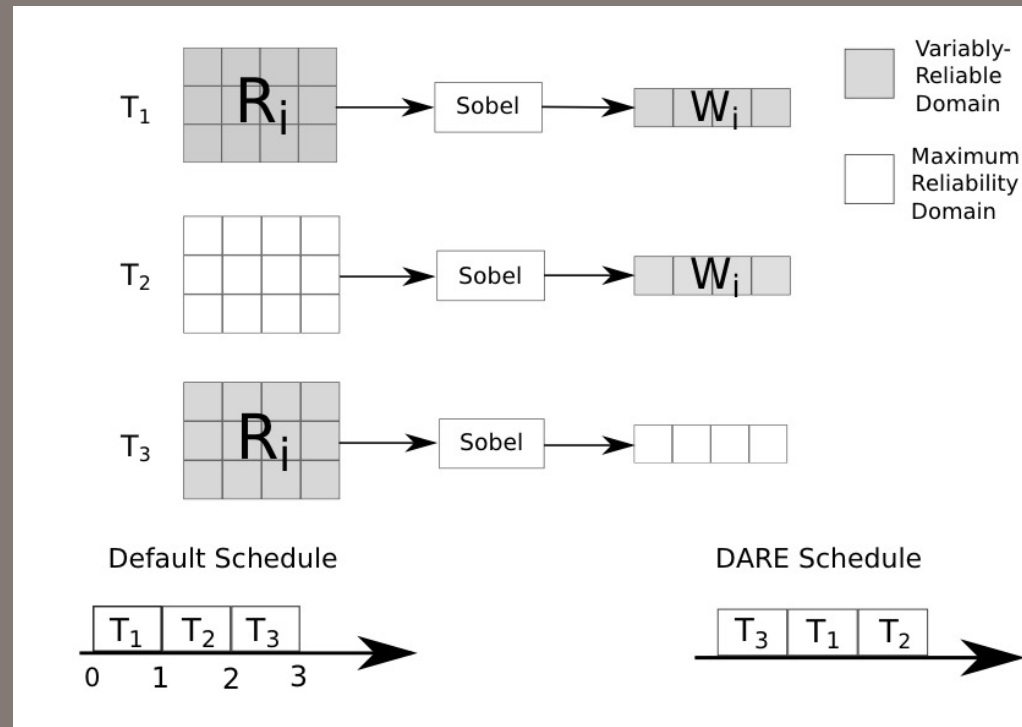 T1
Ri
Sobel
Wi
Variably-
Reliable
Domain
Maximum
Reliability
Domain
T2
Sobel
Wi
T3
Ri
Sobel
Default Schedule
T1 T2 T3
0 1 2 3
DARE Schedule
T3 T1 T2